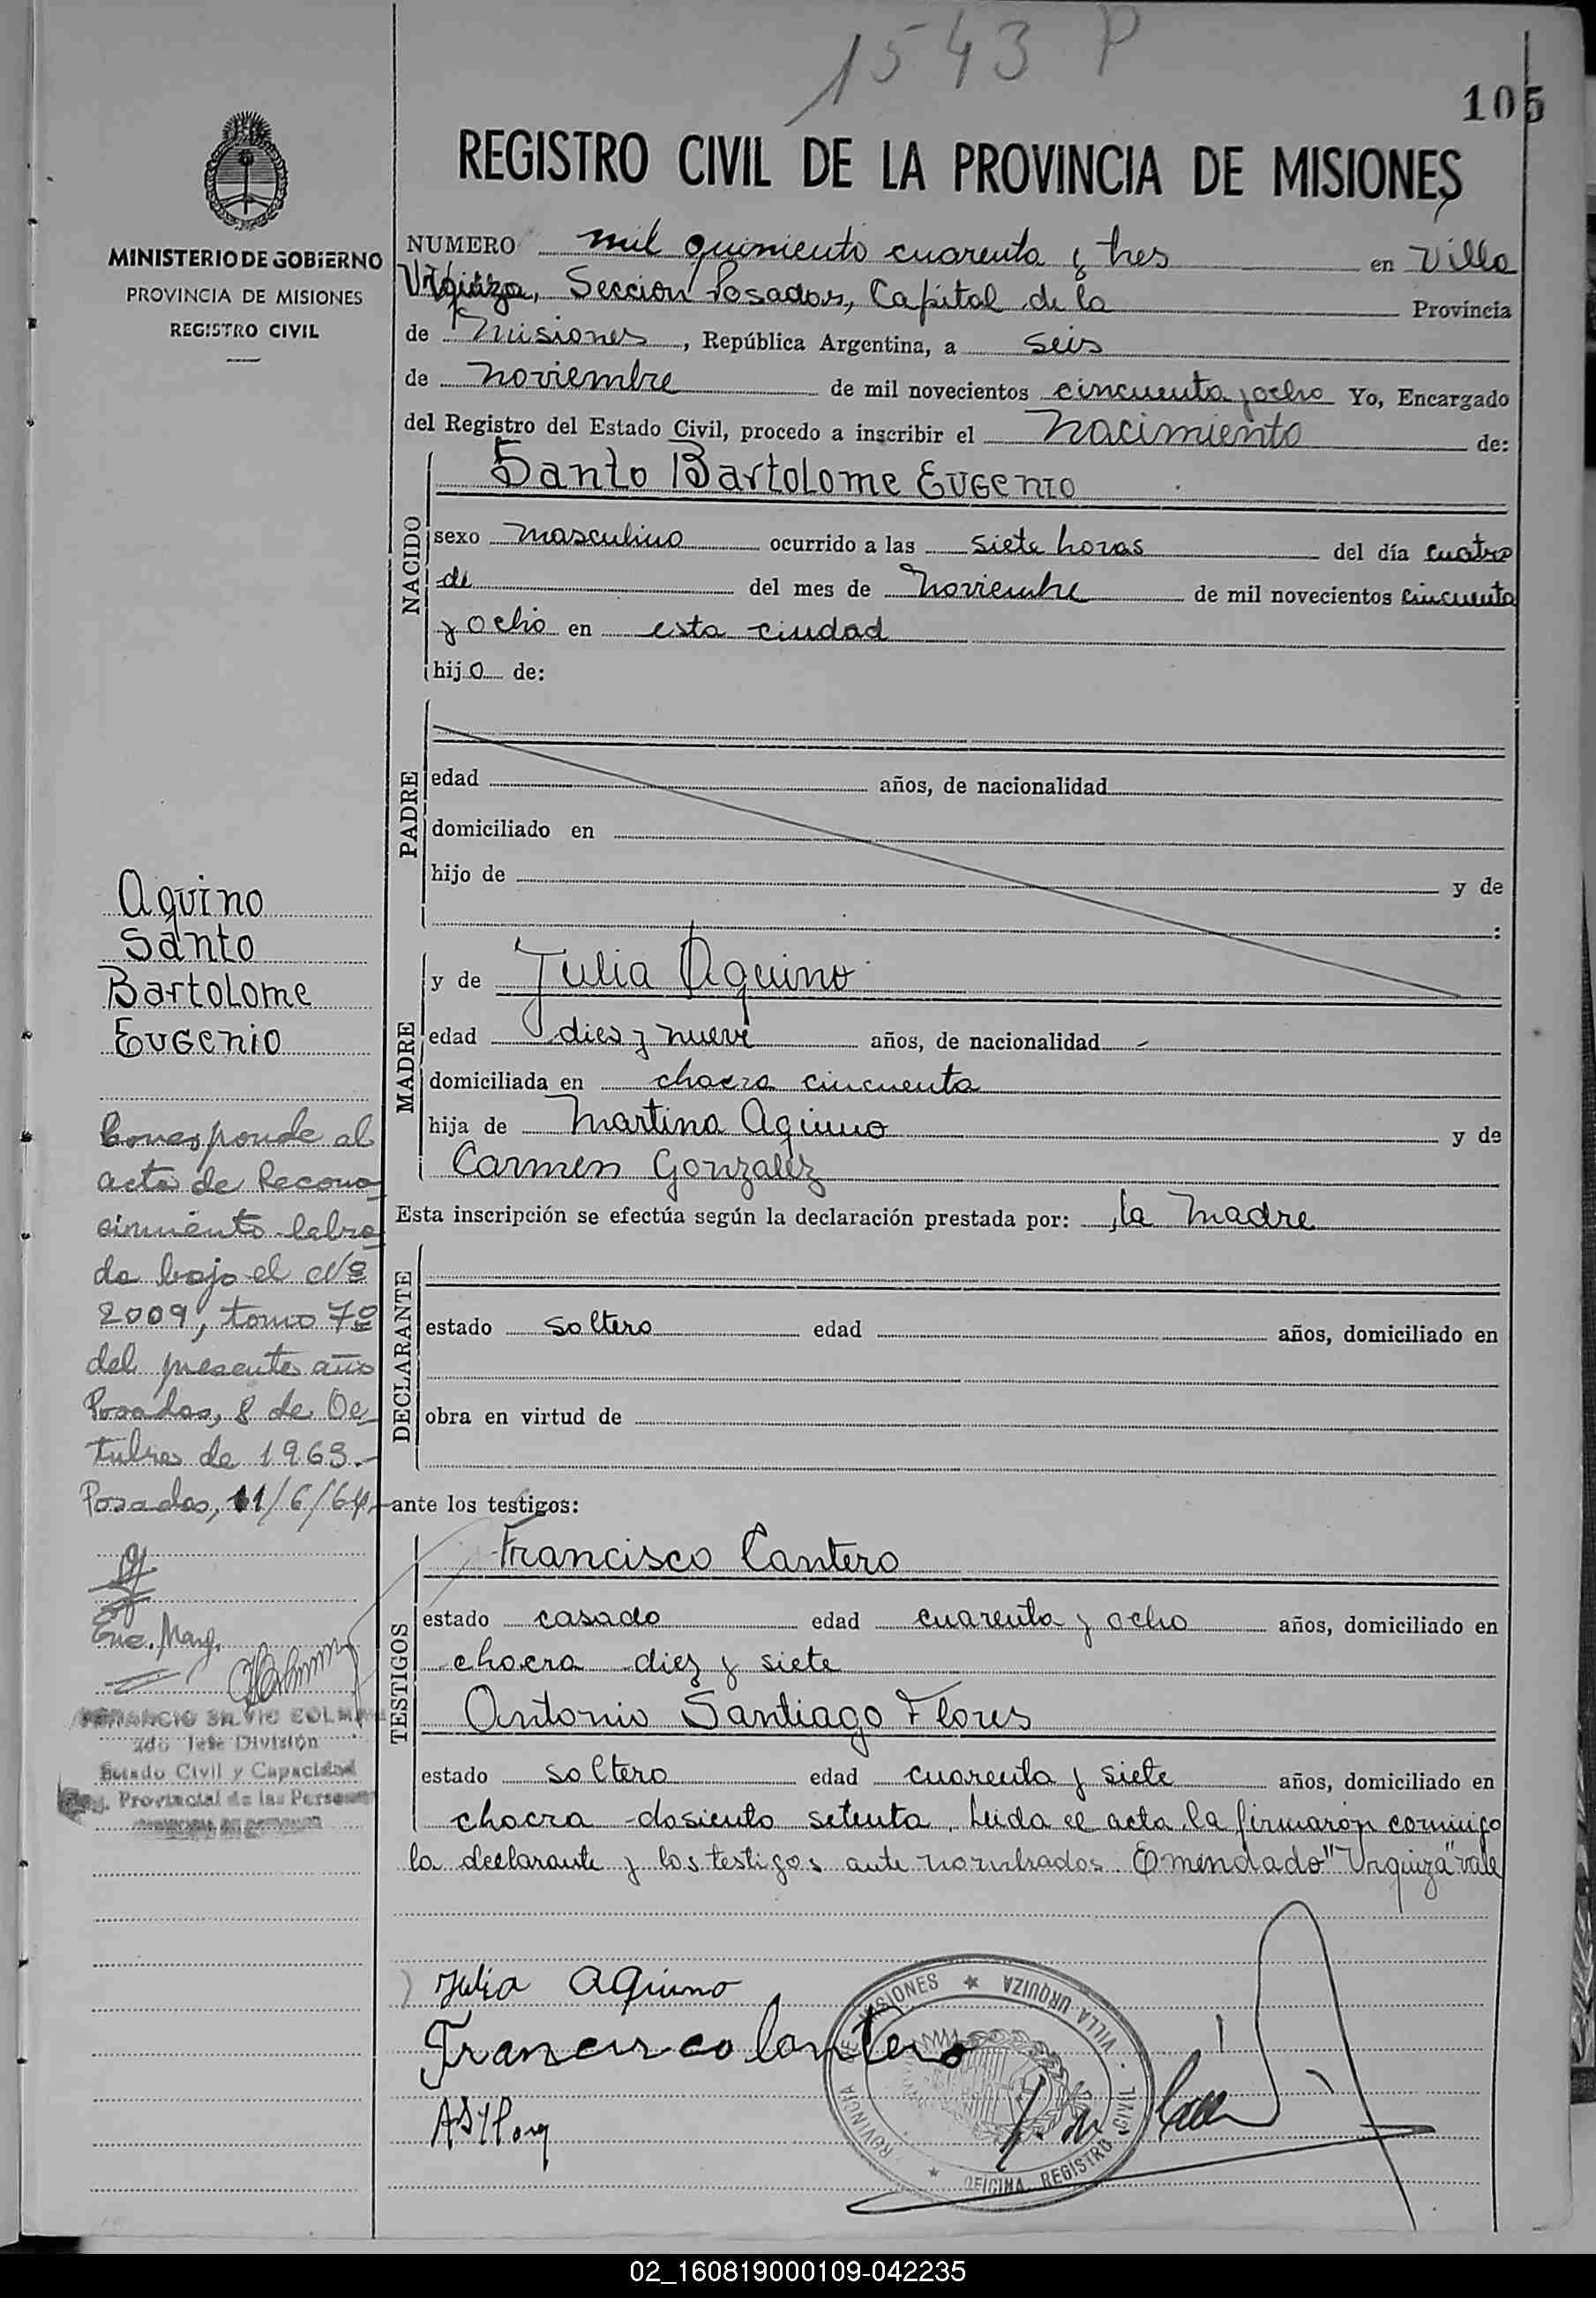 1543 P
105
REGISTRO CIVIL DE LA PROVINCIA DE MISIONES
MINISTERIO DE GOBIERNO
PROVINCIA DE MISIONES
REGISTRO CIVIL
NUMERO mil quiniento cuarenta y tres en Villa
Urquiza, Seccion Posadas, Capital de la Provincia
de Misiones, República Argentina, a seis
de noviembre de mil novecientos cincuenta y ocho Yo, Encargado
del Registro del Estado Civil, procedo a inscribir el nacimiento de:
NACIDO
Santo Bartolome Eugenio
sexo masculino ocurrido a las siete horas del día cuatro
de del mes de noviembre de mil novecientos cincuenta
y ocho en esta ciudad
hijo de:
PADRE
edad años, de nacionalidad
domiciliado en
hijo de y de
:
MADRE
y de Julia Aquino
edad dies y nueve años, de nacionalidad -
domiciliada en chacra cincuenta
hija de Martina Aquino y de
Carmen Gonzalez
Esta inscripción se efectúa según la declaración prestada por: la madre
DECLARANTE
estado soltero edad años, domiciliado en
obra en virtud de
ante los testigos:
TESTIGOS
Francisco Cantero
estado casado edad cuarenta y ocho años, domiciliado en
chacra diez y siete
Antonio Santiago Flores
estado soltero edad cuarenta y siete años, domiciliado en
chacra dosiento setenta. Leida el acta la firmaron conmigo
la declarante y los testigos ante nombrados. Emendado "Urquiza" vale
Aquino
Santo
Bartolome
Eugenio
Corresponde al
acta de Recono
cimiento labra
da bajo el Nº
2009, tomo 7º
del presente año
Posadas, 8 de Oc
tubre de 1963.-
Posadas, 11/6/64
Enc. Marg.
SILVIO
Jefe División
Estado Civil y Capacidad
Provincial de las Personas
Julia Aquino
Francisco Cantero
PROVINCIA DE MISIONES ★ VILLA URQUIZA
OFICINA REGISTRO CIVIL
02_160819000109-042235